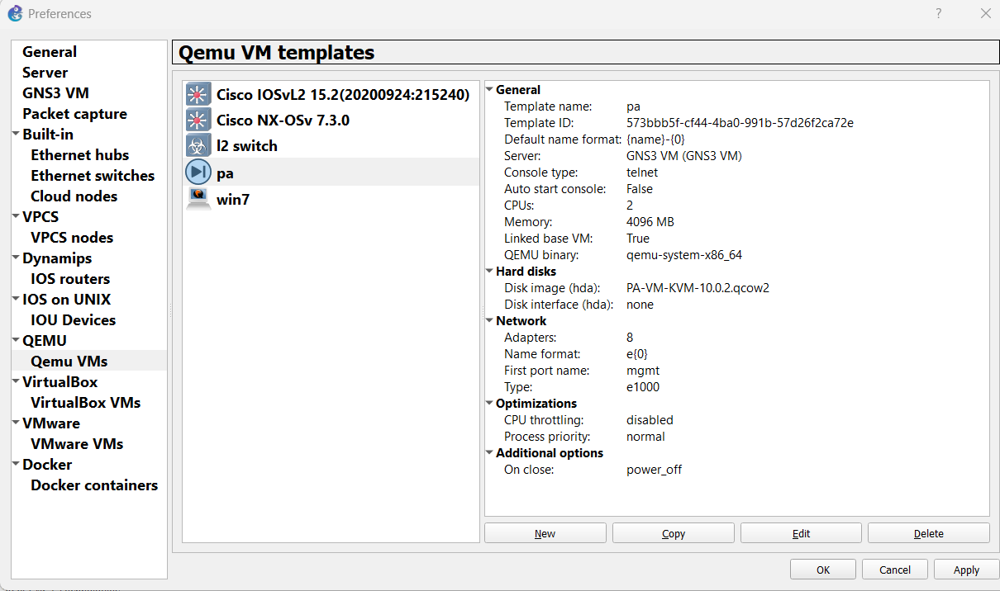 Preferences
?
General
Server
GNS3 VM
Packet capture
Built-in
Ethernet hubs
Ethernet switches
Cloud nodes
VPCS
VPCS nodes
Dynamips
IOS routers
IOS on UNIX
IOU Devices
QEMU
Qemu VMs
VirtualBox
VirtualBox VMs
VMware
VMware VMs
Docker
Docker containers
Qemu VM templates
Cisco IOSvL2 15.2(20200924:215240)
Cisco NX-OSv 7.3.0
l2 switch
pa
win7
General
Template name: pa
Template ID: 573bbb5f-cf44-4ba0-991b-57d26f2ca72e
Default name format: {name}-{0}
Server: GNS3 VM (GNS3 VM)
Console type: telnet
Auto start console: False
CPUs: 2
Memory: 4096 MB
Linked base VM: True
QEMU binary: qemu-system-x86_64
Hard disks
Disk image (hda): PA-VM-KVM-10.0.2.qcow2
Disk interface (hda): none
Network
Adapters: 8
Name format: e{0}
First port name: mgmt
Type: e1000
Optimizations
CPU throttling: disabled
Process priority: normal
Additional options
On close: power_off
New Copy Edit Delete
OK Cancel Apply